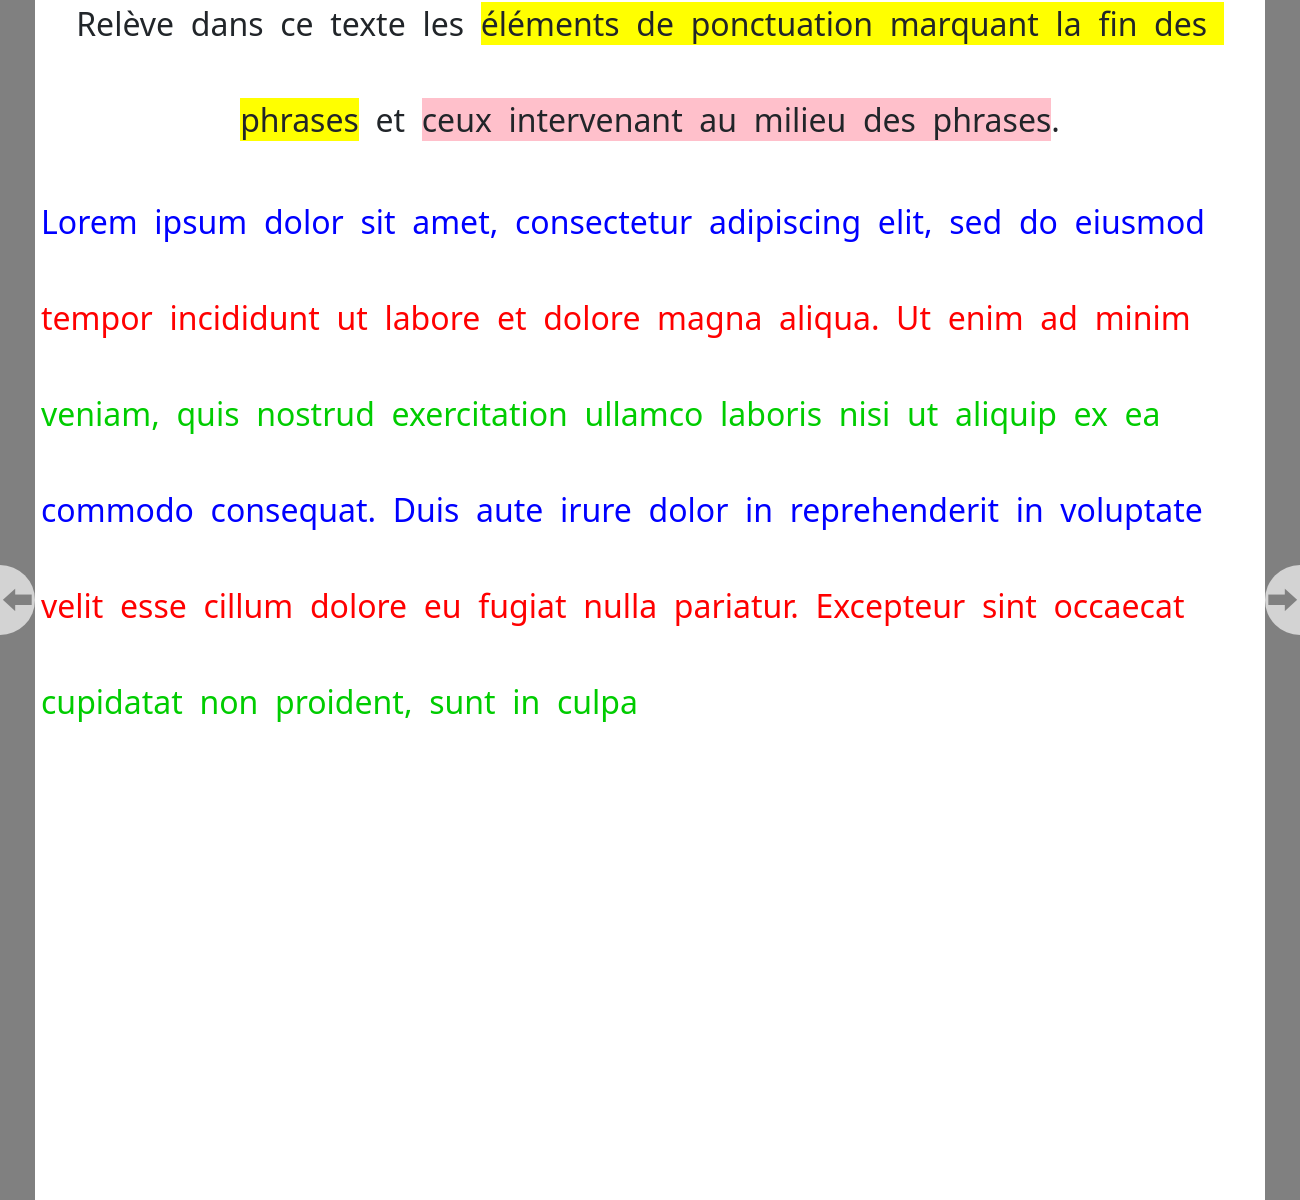 Relève dans ce texte les éléments de ponctuation marquant la fin des
phrases et ceux intervenant au milieu des phrases.
Lorem ipsum dolor sit amet, consectetur adipiscing elit, sed do eiusmod
tempor incididunt ut labore et dolore magna aliqua. Ut enim ad minim
veniam, quis nostrud exercitation ullamco laboris nisi ut aliquip ex ea
commodo consequat. Duis aute irure dolor in reprehenderit in voluptate
velit esse cillum dolore eu fugiat nulla pariatur. Excepteur sint occaecat
cupidatat non proident, sunt in culpa